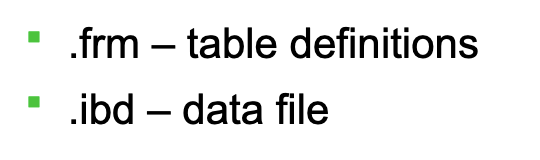 .frm – table definitions
.ibd – data file